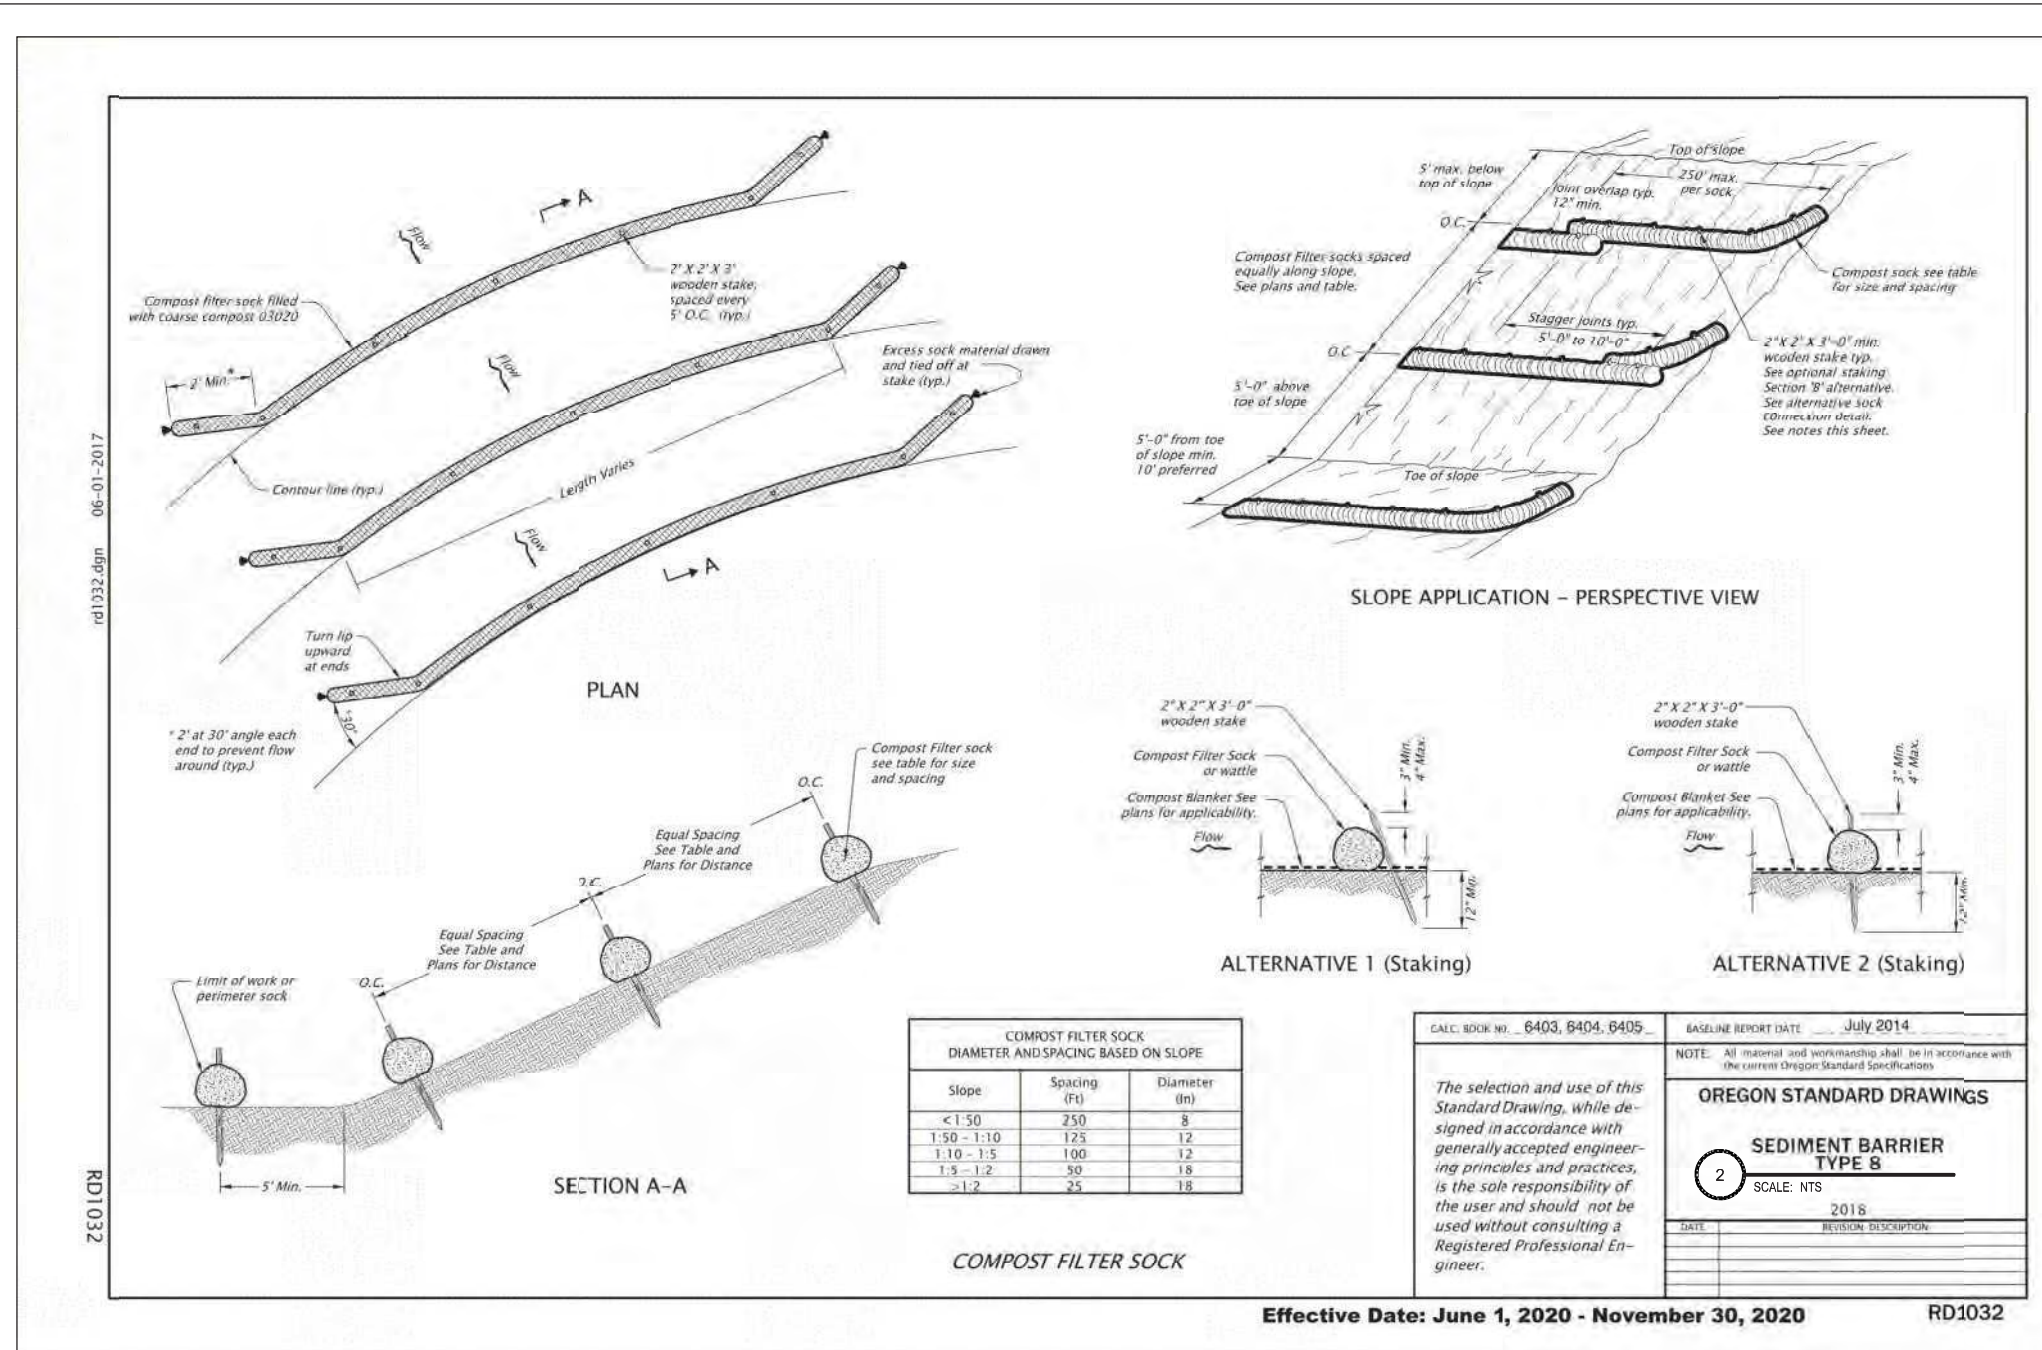 A
Flow
2" X 2" X 3'
wooden stake,
spaced every
5' O.C. (typ.)
Compost filter sock filled
with coarse compost 03020
2' Min.*
Flow
Excess sock material drawn
and tied off at
stake (typ.)
Contour line (typ.)
Length Varies
Flow
A
Turn lip
upward
at ends
PLAN
*30°
* 2' at 30° angle each
end to prevent flow
around (typ.)
Top of slope
5' max. below
top of slope
250' max.
per sock
Joint overlap typ.
12" min.
O.C.
Compost Filter socks spaced
equally along slope.
See plans and table.
Compost sock see table
for size and spacing
Stagger joints typ.
5'-0" to 10'-0"
O.C.
2" X 2" X 3'-0" min.
wooden stake typ.
See optional staking
Section 'B' alternative.
See alternative sock
connection detail.
See notes this sheet.
5'-0" above
toe of slope
5'-0" from toe
of slope min.
10' preferred
Toe of slope
SLOPE APPLICATION – PERSPECTIVE VIEW
Compost Filter sock
see table for size
and spacing
O.C.
Equal Spacing
See Table and
Plans for Distance
O.C.
Equal Spacing
See Table and
Plans for Distance
O.C.
Limit of work or
perimeter sock
5' Min.
SECTION A–A
2" X 2" X 3'-0"
wooden stake
Compost Filter Sock
or wattle
Compost Blanket See
plans for applicability.
Flow
3" Min.
4" Max.
12" Min.
ALTERNATIVE 1 (Staking)
2" X 2" X 3'-0"
wooden stake
Compost Filter Sock
or wattle
Compost Blanket See
plans for applicability.
Flow
3" Min.
4" Max.
12" Min.
ALTERNATIVE 2 (Staking)
COMPOST FILTER SOCK
DIAMETER AND SPACING BASED ON SLOPE
Slope Spacing (Ft) Diameter (In)
<1:50 250 8
1:50 – 1:10 125 12
1:10 – 1:5 100 12
1:5 – 1:2 50 18
>1:2 25 18
COMPOST FILTER SOCK
CALC. BOOK NO. 6403, 6404, 6405
BASELINE REPORT DATE July 2014
NOTE: All material and workmanship shall be in accordance with
the current Oregon Standard Specifications
The selection and use of this
Standard Drawing, while de-
signed in accordance with
generally accepted engineer-
ing principles and practices,
is the sole responsibility of
the user and should not be
used without consulting a
Registered Professional En-
gineer.
OREGON STANDARD DRAWINGS
SEDIMENT BARRIER
TYPE 8
2
SCALE: NTS
2018
DATE REVISION DESCRIPTION
Effective Date: June 1, 2020 - November 30, 2020
RD1032
rd1032.dgn 06-01-2017
RD1032